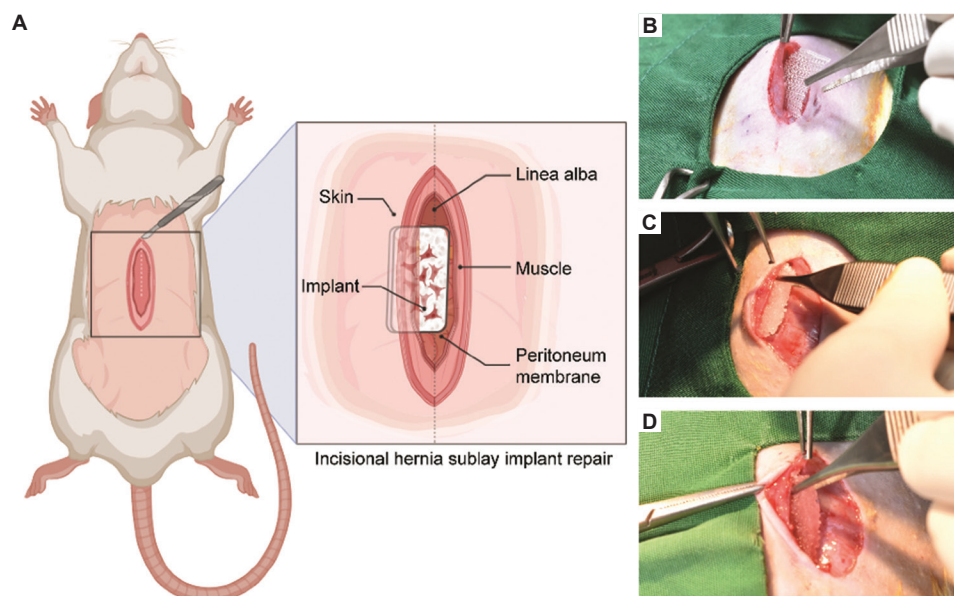 A
Skin
Linea alba
Implant
Muscle
Peritoneum
membrane
Incisional hernia sublay implant repair
B
C
D